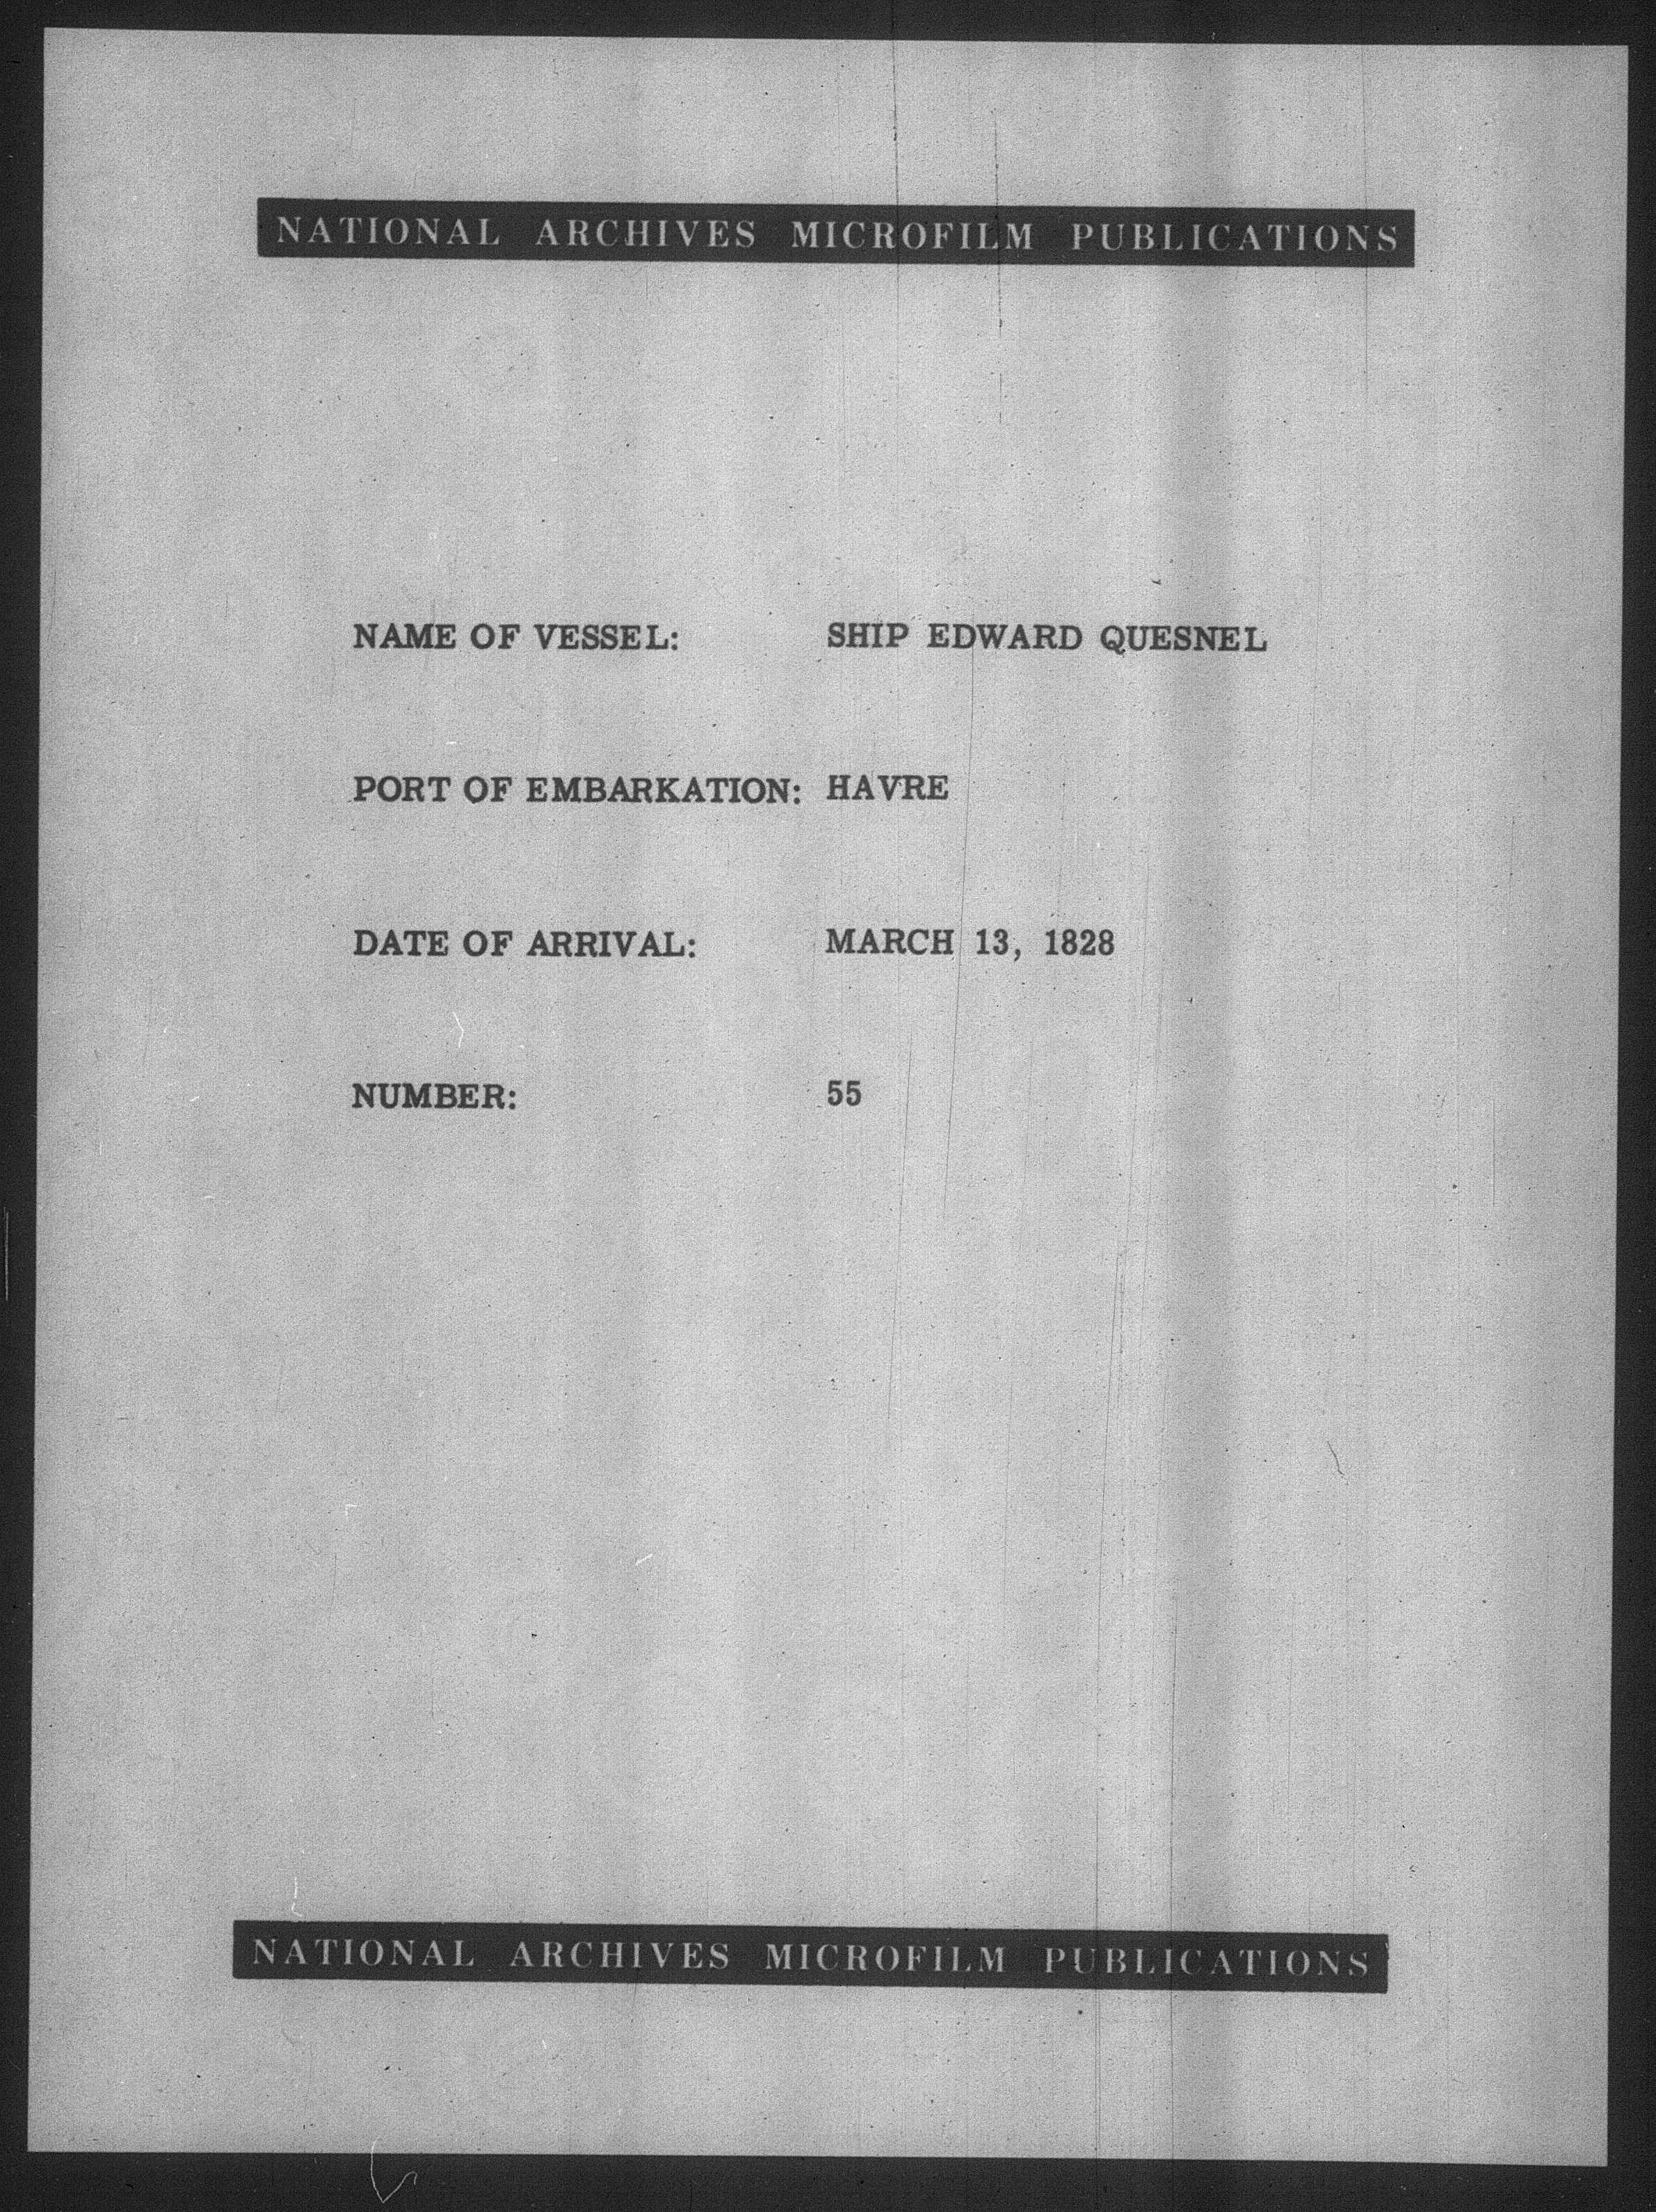 NATIONAL ARCHIVES MICROFILM PUBLICATIONS
NAME OF VESSEL: SHIP EDWARD QUESNEL
PORT OF EMBARKATION: HAVRE
DATE OF ARRIVAL: MARCH 13, 1828
NUMBER: 55
NATIONAL ARCHIVES MICROFILM PUBLICATIONS